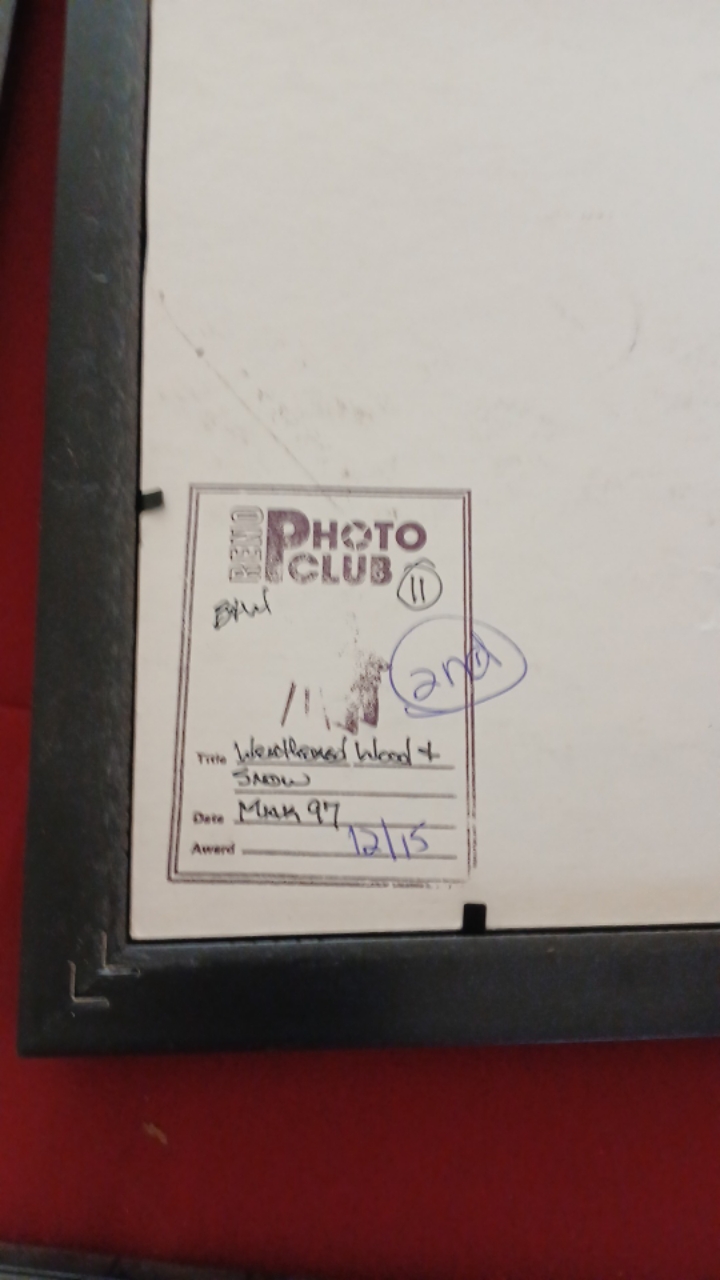 RENO PHOTO CLUB
11
B&W
2nd
Title Weathered Wood +
Snow
Date Mar 97
Award 12/15